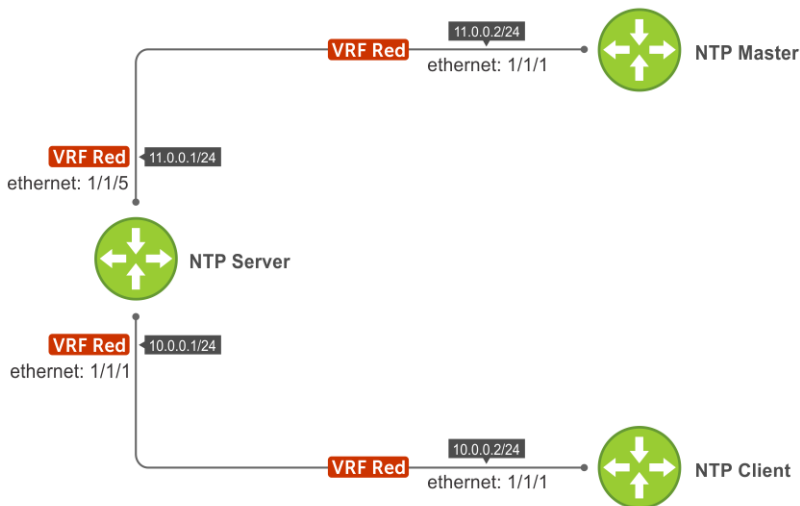 11.0.0.2/24
VRF Red
ethernet: 1/1/1
NTP Master
VRF Red
11.0.0.1/24
ethernet: 1/1/5
NTP Server
VRF Red
10.0.0.1/24
ethernet: 1/1/1
10.0.0.2/24
VRF Red
ethernet: 1/1/1
NTP Client